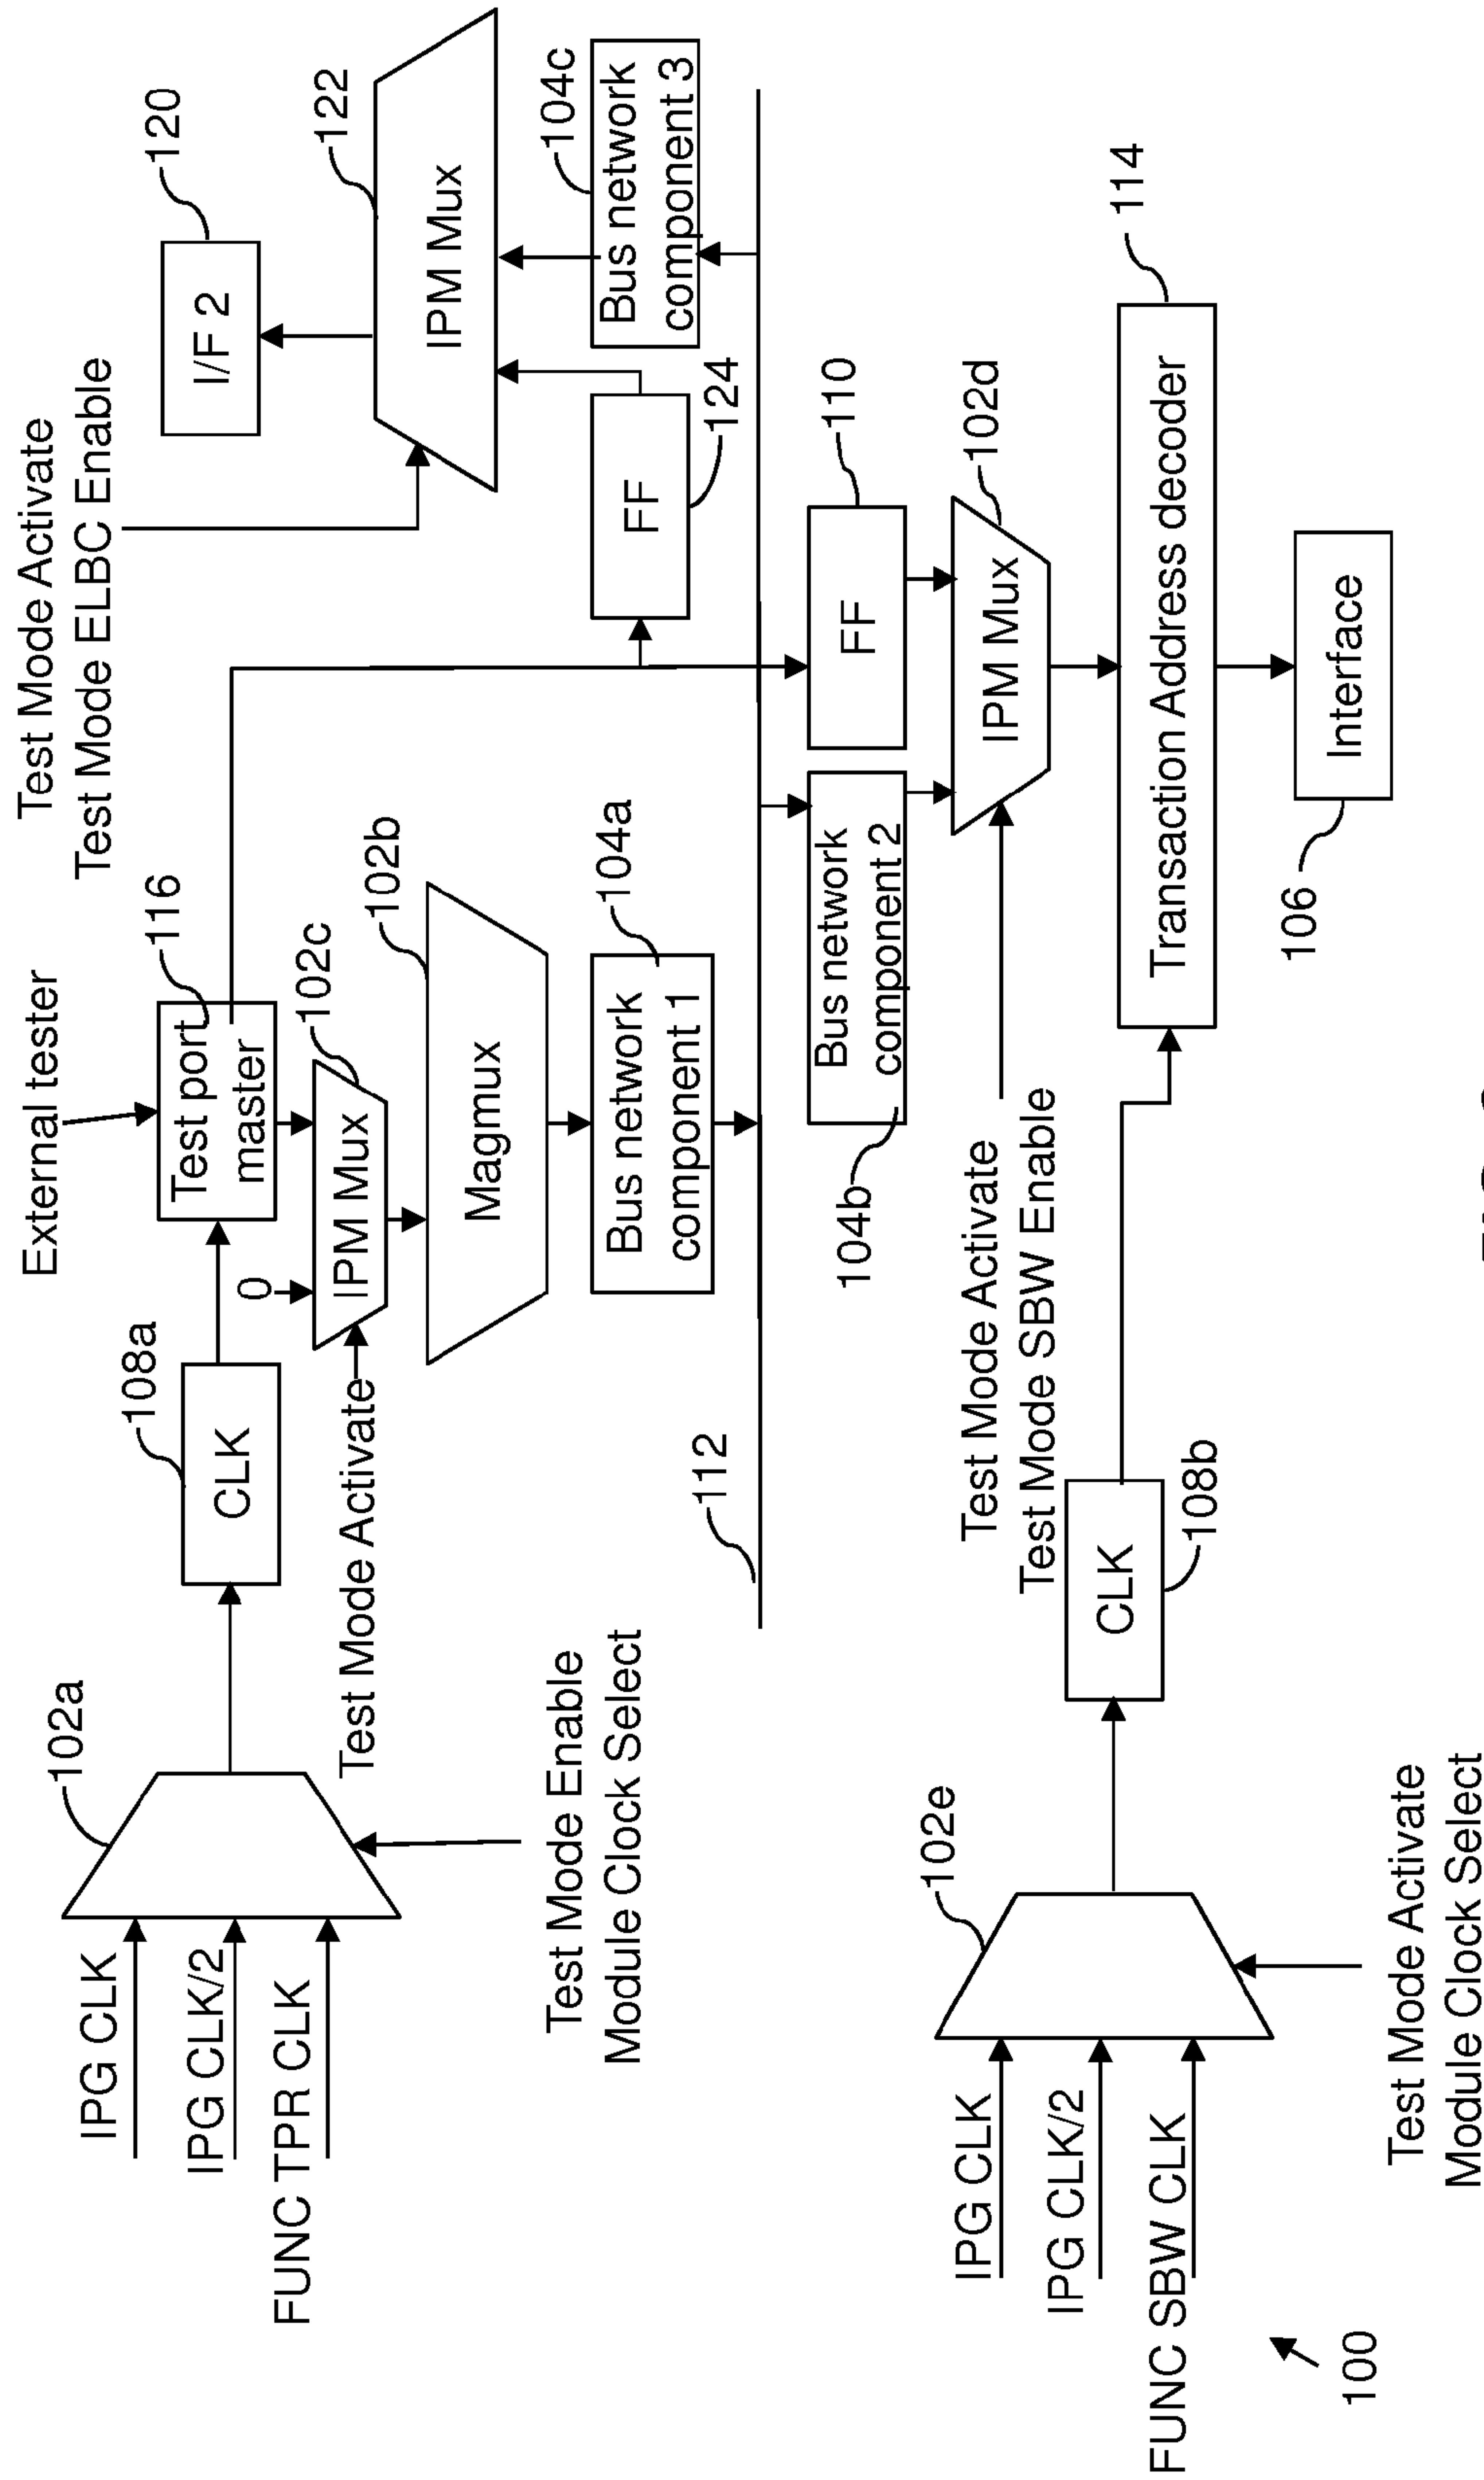 External tester
Test Mode Activate
Test Mode ELBC Enable
102a
108a
116
120
IPG CLK
IPG CLK/2
FUNC TPR CLK
CLK
Test port
master
I/F 2
0
102c
102b
122
IPM Mux
Test Mode Activate
Magmux
IPM Mux
Test Mode Enable
Module Clock Select
104a
104c
Bus network
component 1
FF
Bus network
component 3
124
112
Bus network
component 2
FF
110
104b
102d
IPM Mux
Test Mode Activate
Test Mode SBW Enable
102e
114
IPG CLK
IPG CLK/2
FUNC SBW CLK
CLK
108b
Transaction Address decoder
Test Mode Activate
Module Clock Select
Interface
106
100